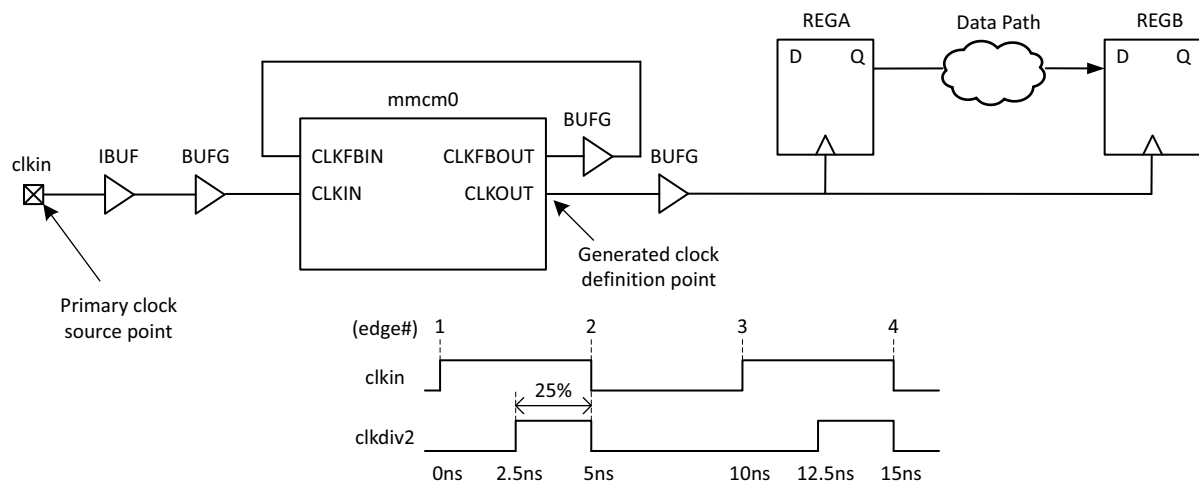 REGA
Data Path
REGB
D Q
D Q
mmcm0
BUFG
CLKFBIN CLKFBOUT
clkin
IBUF
BUFG
BUFG
CLKIN CLKOUT
Generated clock
definition point
Primary clock
source point
(edge#) 1 2 3 4
clkin
25%
clkdiv2
0ns 2.5ns 5ns 10ns 12.5ns 15ns